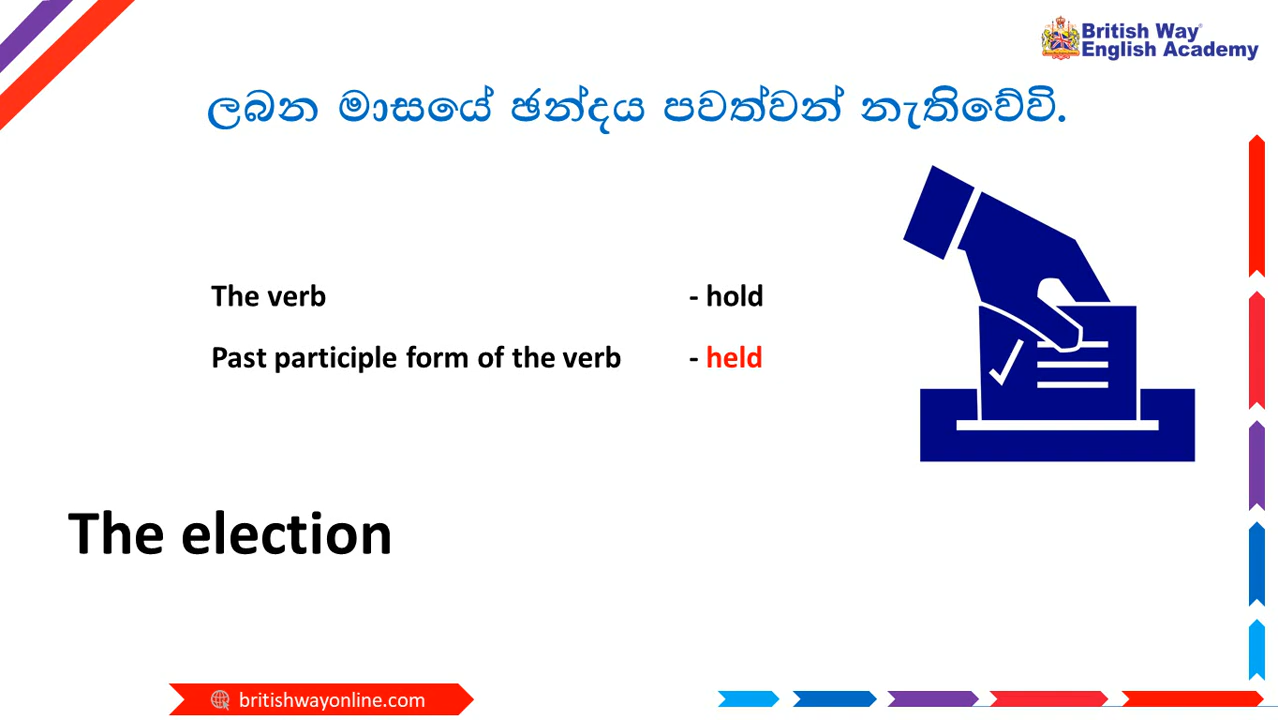 British Way
English Academy
ලබන මාසයේ ඡන්දය පවත්වන් නැතිවේවි.
The verb - hold
Past participle form of the verb - held
The election
britishwayonline.com